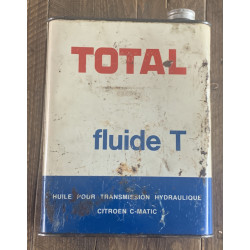 TOTAL
fluide T
HUILE POUR TRANSMISSION HYDRAULIQUE
CITROEN C-MATIC